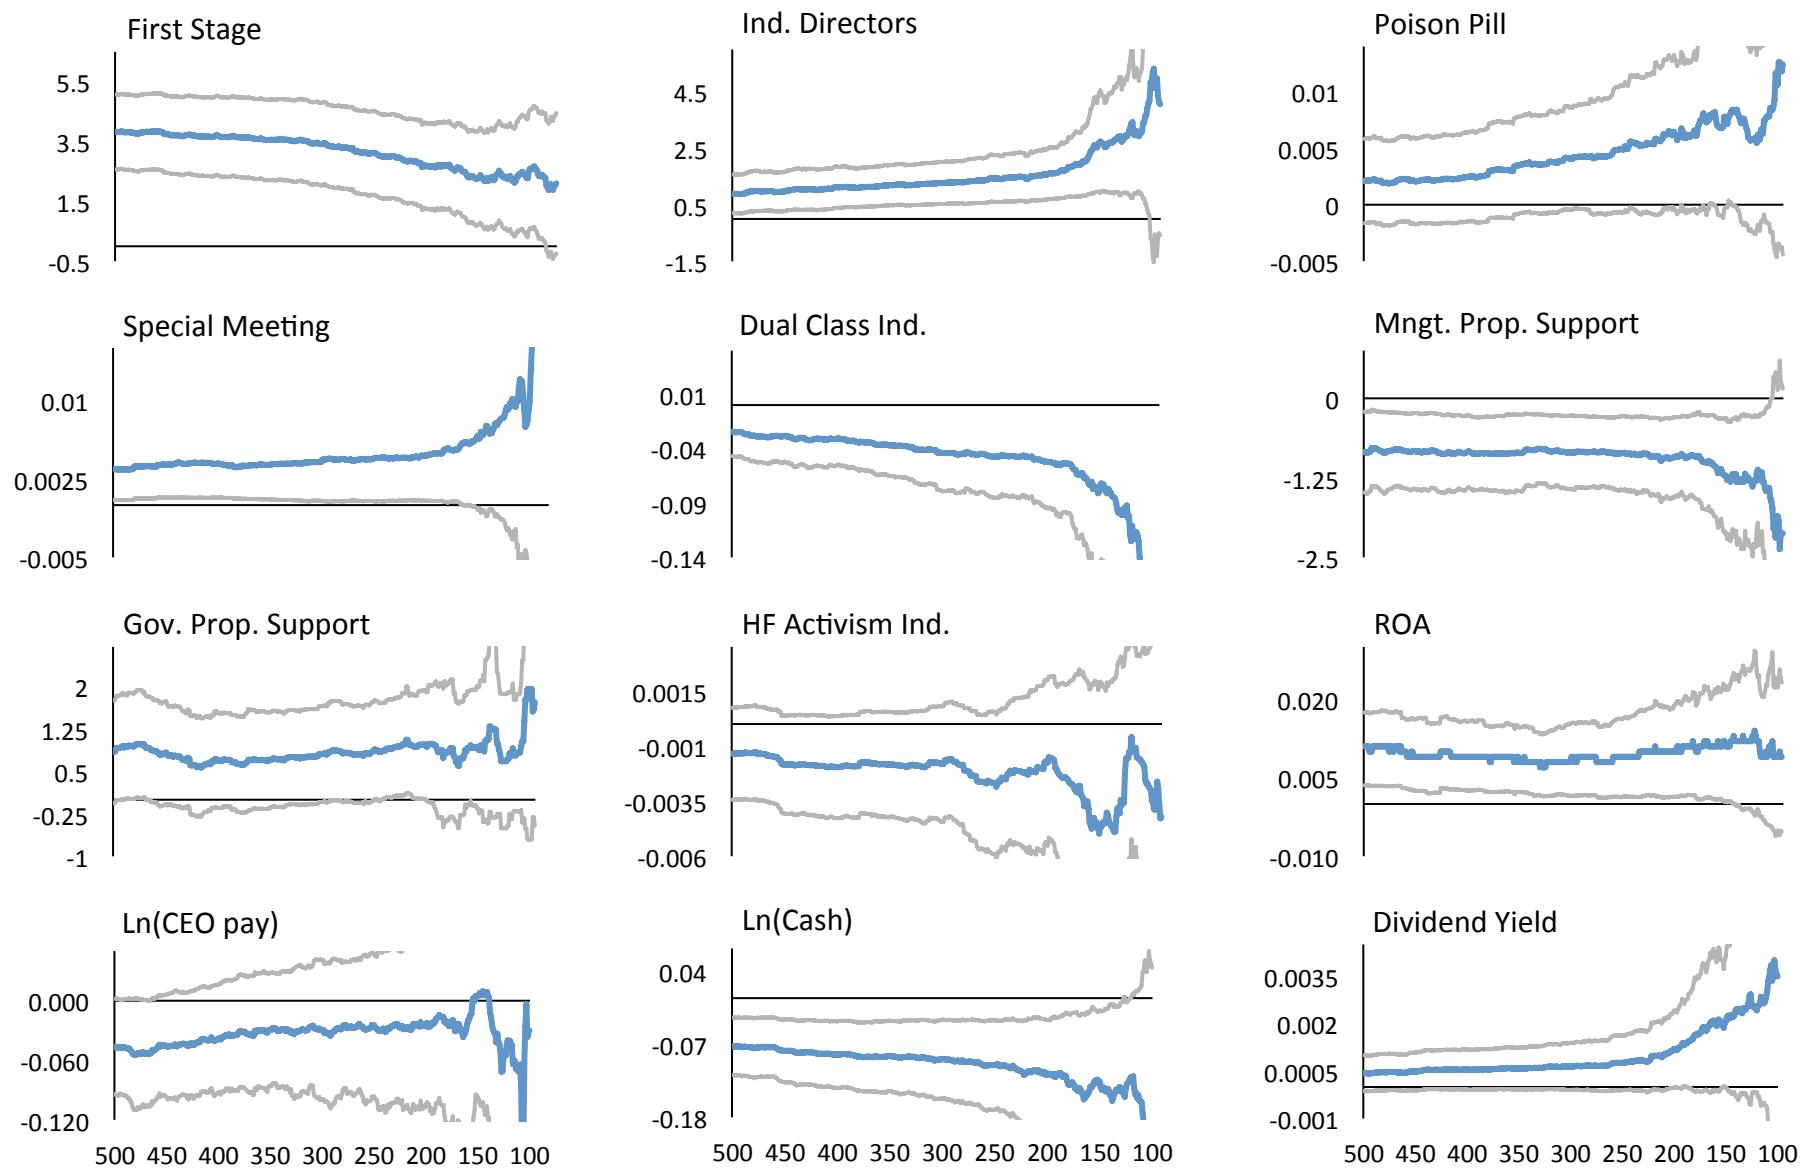 First Stage
5.5
3.5
1.5
-0.5
Ind. Directors
4.5
2.5
0.5
-1.5
Poison Pill
0.01
0.005
0
-0.005
Special Meeting
0.01
0.0025
-0.005
Dual Class Ind.
0.01
-0.04
-0.09
-0.14
Mngt. Prop. Support
0
-1.25
-2.5
Gov. Prop. Support
2
1.25
0.5
-0.25
-1
HF Activism Ind.
0.0015
-0.001
-0.0035
-0.006
ROA
0.020
0.005
-0.010
Ln(CEO pay)
0.000
-0.060
-0.120
500 450 400 350 300 250 200 150 100
Ln(Cash)
0.04
-0.07
-0.18
500 450 400 350 300 250 200 150 100
Dividend Yield
0.0035
0.002
0.0005
-0.001
500 450 400 350 300 250 200 150 100